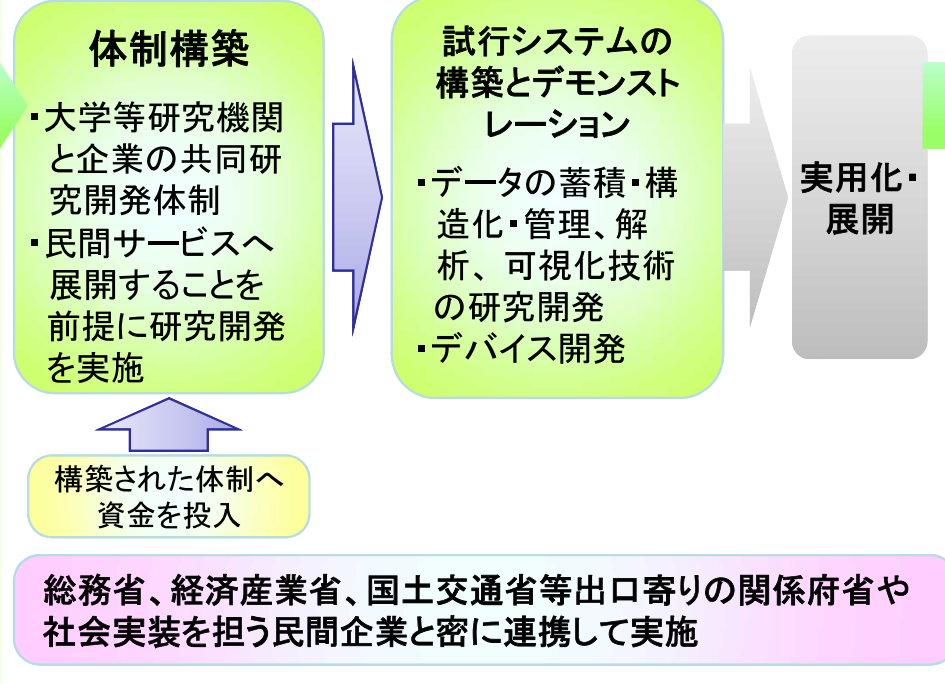 体制構築
・大学等研究機関
と企業の共同研
究開発体制
・民間サービスへ
展開することを
前提に研究開発
を実施
試行システムの
構築とデモンスト
レーション
・データの蓄積・構
造化・管理、解
析、可視化技術
の研究開発
・デバイス開発
実用化・
展開
構築された体制へ
資金を投入
総務省、経済産業省、国土交通省等出口寄りの関係府省や
社会実装を担う民間企業と密に連携して実施